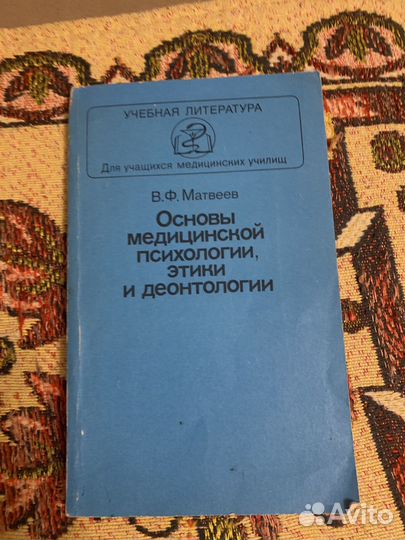 УЧЕБНАЯ ЛИТЕРАТУРА
Для учащихся медицинских училищ
В.Ф. Матвеев
Основы
медицинской
психологии,
этики
и деонтологии
Avito